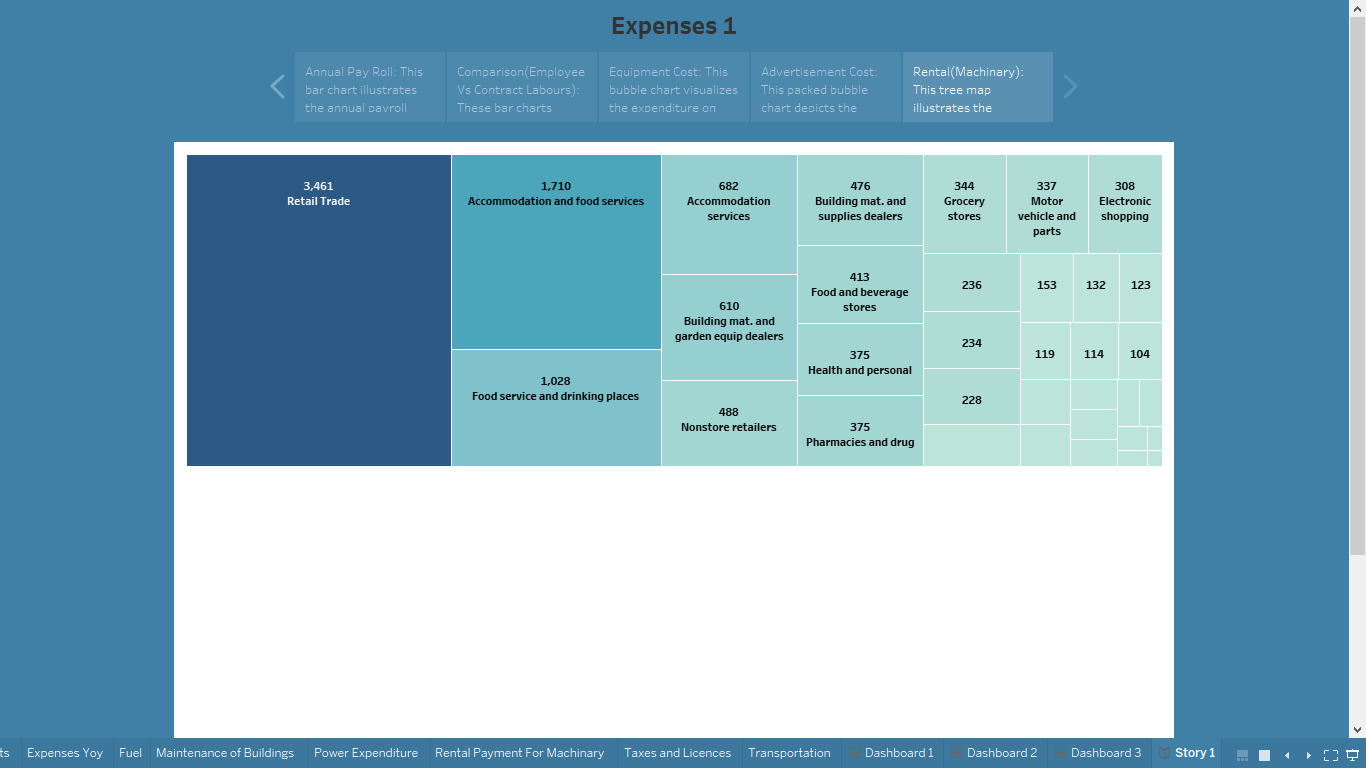 Expenses 1
Annual Pay Roll: This
bar chart illustrates
the annual payroll
Comparison(Employee
Vs Contract Labours):
These bar charts
Equipment Cost: This
bubble chart visualizes
the expenditure on
Advertisement Cost:
This packed bubble
chart depicts the
Rental(Machinary):
This tree map
illustrates the
3,461
Retail Trade
1,710
Accommodation and food services
1,028
Food service and drinking places
682
Accommodation
services
610
Building mat. and
garden equip dealers
488
Nonstore retailers
476
Building mat. and
supplies dealers
413
Food and beverage
stores
375
Health and personal
375
Pharmacies and drug
344
Grocery
stores
337
Motor
vehicle and
parts
308
Electronic
shopping
236
234
228
153
132
123
119
114
104
ts
Expenses Yoy
Fuel
Maintenance of Buildings
Power Expenditure
Rental Payment For Machinary
Taxes and Licences
Transportation
Dashboard 1
Dashboard 2
Dashboard 3
Story 1